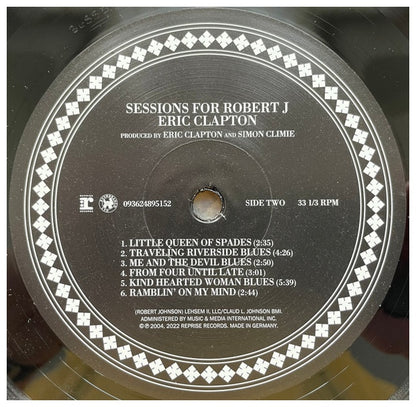 SESSIONS FOR ROBERT J
ERIC CLAPTON
PRODUCED BY ERIC CLAPTON AND SIMON CLIMIE
093624895152 SIDE TWO 33 1/3 RPM
1. LITTLE QUEEN OF SPADES (2:35)
2. TRAVELING RIVERSIDE BLUES (4:26)
3. ME AND THE DEVIL BLUES (2:50)
4. FROM FOUR UNTIL LATE (3:01)
5. KIND HEARTED WOMAN BLUES (5:39)
6. RAMBLIN' ON MY MIND (2:44)
(ROBERT JOHNSON) LEHSEM II, LLC/CLAUD L. JOHNSON BMI.
ADMINISTERED BY MUSIC & MEDIA INTERNATIONAL, INC.
©℗ 2004, 2022 REPRISE RECORDS. MADE IN GERMANY.